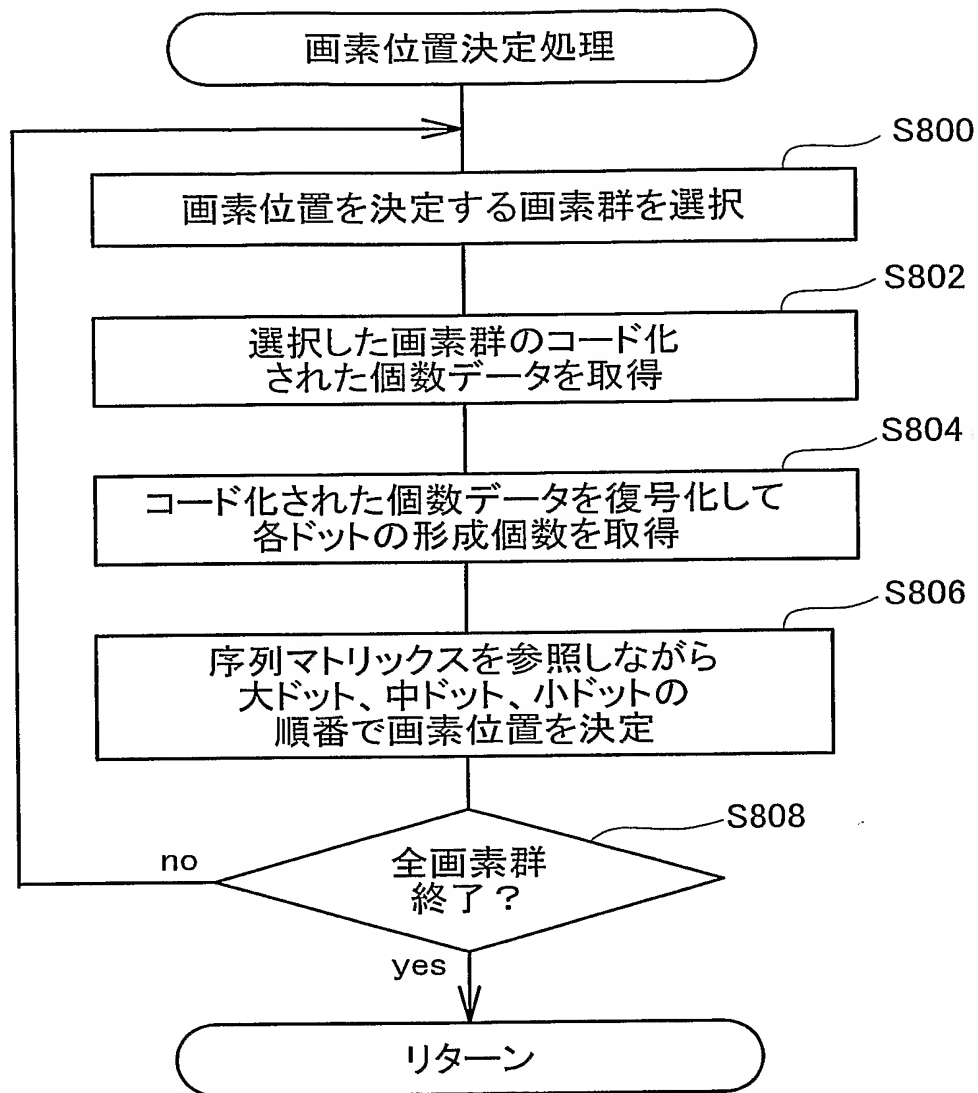 画素位置決定処理
S800
画素位置を決定する画素群を選択
S802
選択した画素群のコード化
された個数データを取得
S804
コード化された個数データを復号化して
各ドットの形成個数を取得
S806
序列マトリックスを参照しながら
大ドット、中ドット、小ドットの
順番で画素位置を決定
S808
no
全画素群
終了？
yes
リターン